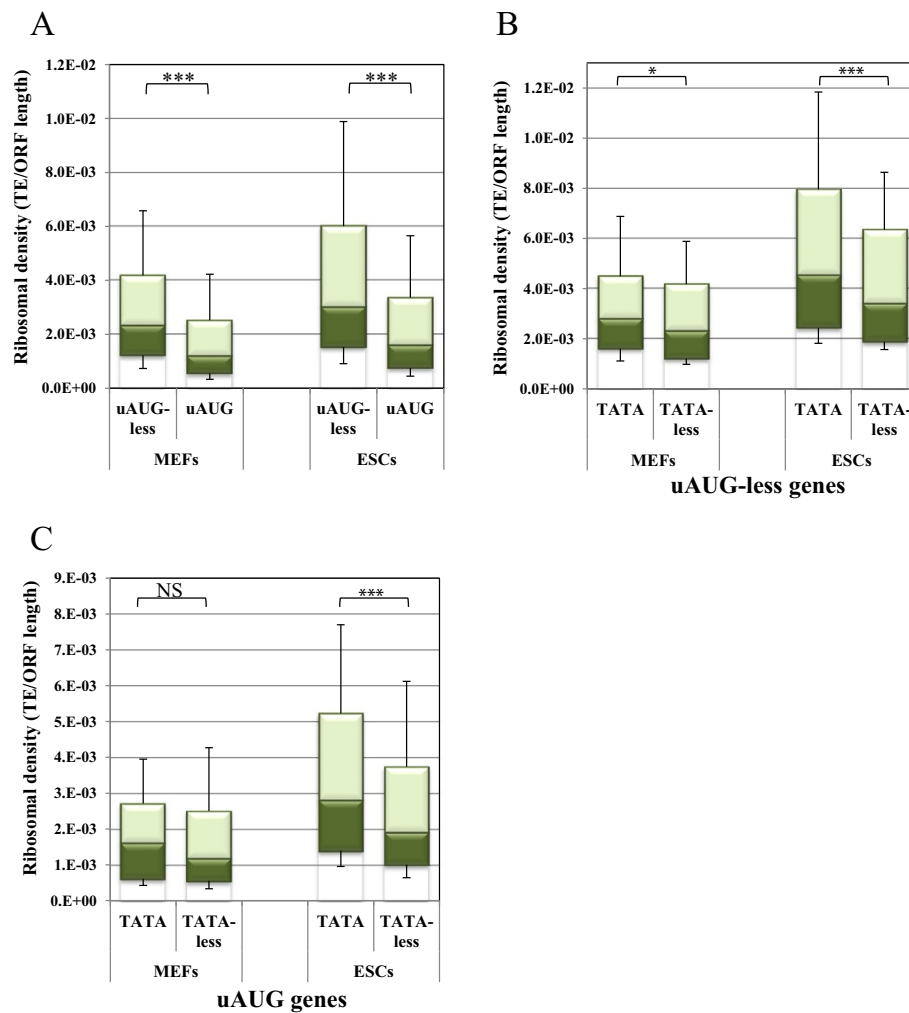 A
Ribosomal density (TE/ORF length)
1.2E-02
1.0E-02
8.0E-03
6.0E-03
4.0E-03
2.0E-03
0.0E+00
***
***
uAUG-less
uAUG
uAUG-less
uAUG
MEFs
ESCs
B
Ribosomal density (TE/ORF length)
1.2E-02
1.0E-02
8.0E-03
6.0E-03
4.0E-03
2.0E-03
0.0E+00
*
***
TATA
TATA-less
TATA
TATA-less
MEFs
ESCs
uAUG-less genes
C
Ribosomal density (TE/ORF length)
9.E-03
8.E-03
7.E-03
6.E-03
5.E-03
4.E-03
3.E-03
2.E-03
1.E-03
0.E+00
NS
***
TATA
TATA-less
TATA
TATA-less
MEFs
ESCs
uAUG genes